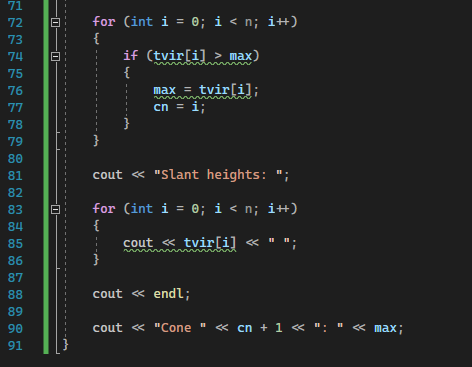 71
72 for (int i = 0; i < n; i++)
73 {
74 if (tvir[i] > max)
75 {
76 max = tvir[i];
77 cn = i;
78 }
79 }
80
81 cout << "Slant heights: ";
82
83 for (int i = 0; i < n; i++)
84 {
85 cout << tvir[i] << " ";
86 }
87
88 cout << endl;
89
90 cout << "Cone " << cn + 1 << ": " << max;
91 }